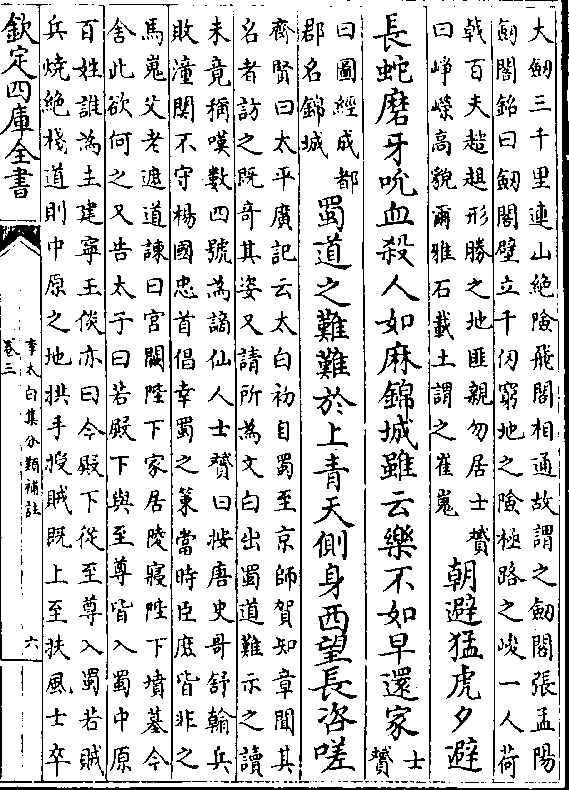 大劒三千里連山絶險飛閣相通故謂之劒閣張孟陽
劒閣銘曰劒閣壁立千仞窮地之險極路之峻一人荷
戟百夫趑趄形勝之地匪親勿居士贇
曰崢嶸高貌爾雅石載土謂之崔嵬
朝避猛虎夕避
長蛇磨牙吮血殺人如麻錦城雖云樂不如早還家
士贇
曰圖經成都
郡名錦城
蜀道之難難於上青天側身西望長咨嗟
齊賢曰太平廣記云太白初自蜀至京師賀知章聞其
名者訪之既奇其姿又請所為文白出蜀道難示之讀
未竟稱嘆數四號為謫仙人士贇曰按唐史哥舒翰兵
敗潼關不守楊國忠首倡幸蜀之策當時臣庶皆非之
馬嵬父老遮道諫曰宮闕陛下家居陵寢陛下墳墓今
舍此欲何之又告太子曰若殿下與至尊皆入蜀中原
百姓誰為主建寧王倓亦曰今殿下從至尊入蜀若賊
兵燒絶棧道則中原之地拱手授賊既上至扶風士卒
欽定四庫全書
李太白集分類補註
卷三
六